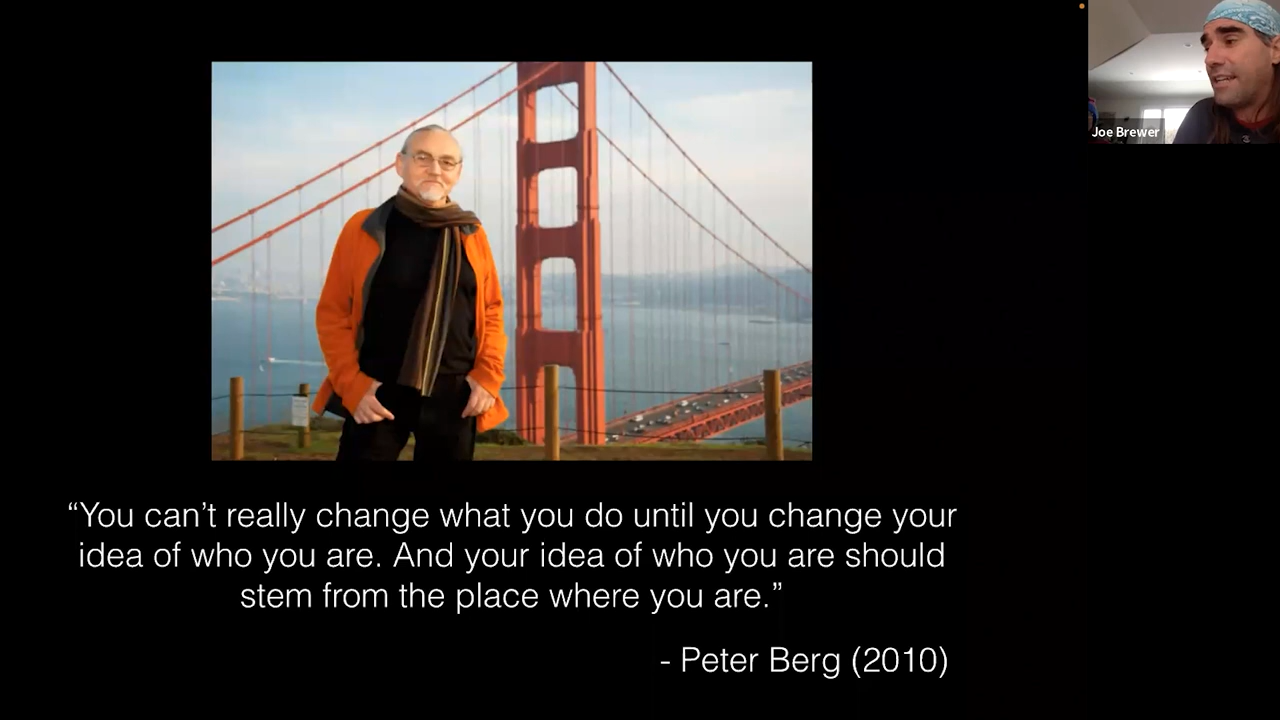 Joe Brewer
“You can’t really change what you do until you change your
idea of who you are. And your idea of who you are should
stem from the place where you are.”
- Peter Berg (2010)